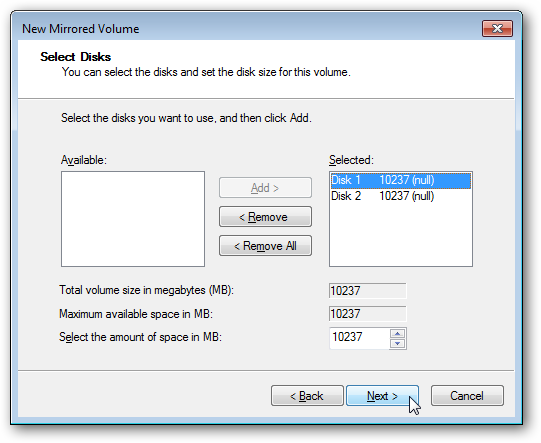 New Mirrored Volume
Select Disks
You can select the disks and set the disk size for this volume.
Select the disks you want to use, and then click Add.
Available:
Selected:
Add >
< Remove
< Remove All
Disk 1 10237 (null)
Disk 2 10237 (null)
Total volume size in megabytes (MB): 10237
Maximum available space in MB: 10237
Select the amount of space in MB: 10237
< Back Next > Cancel